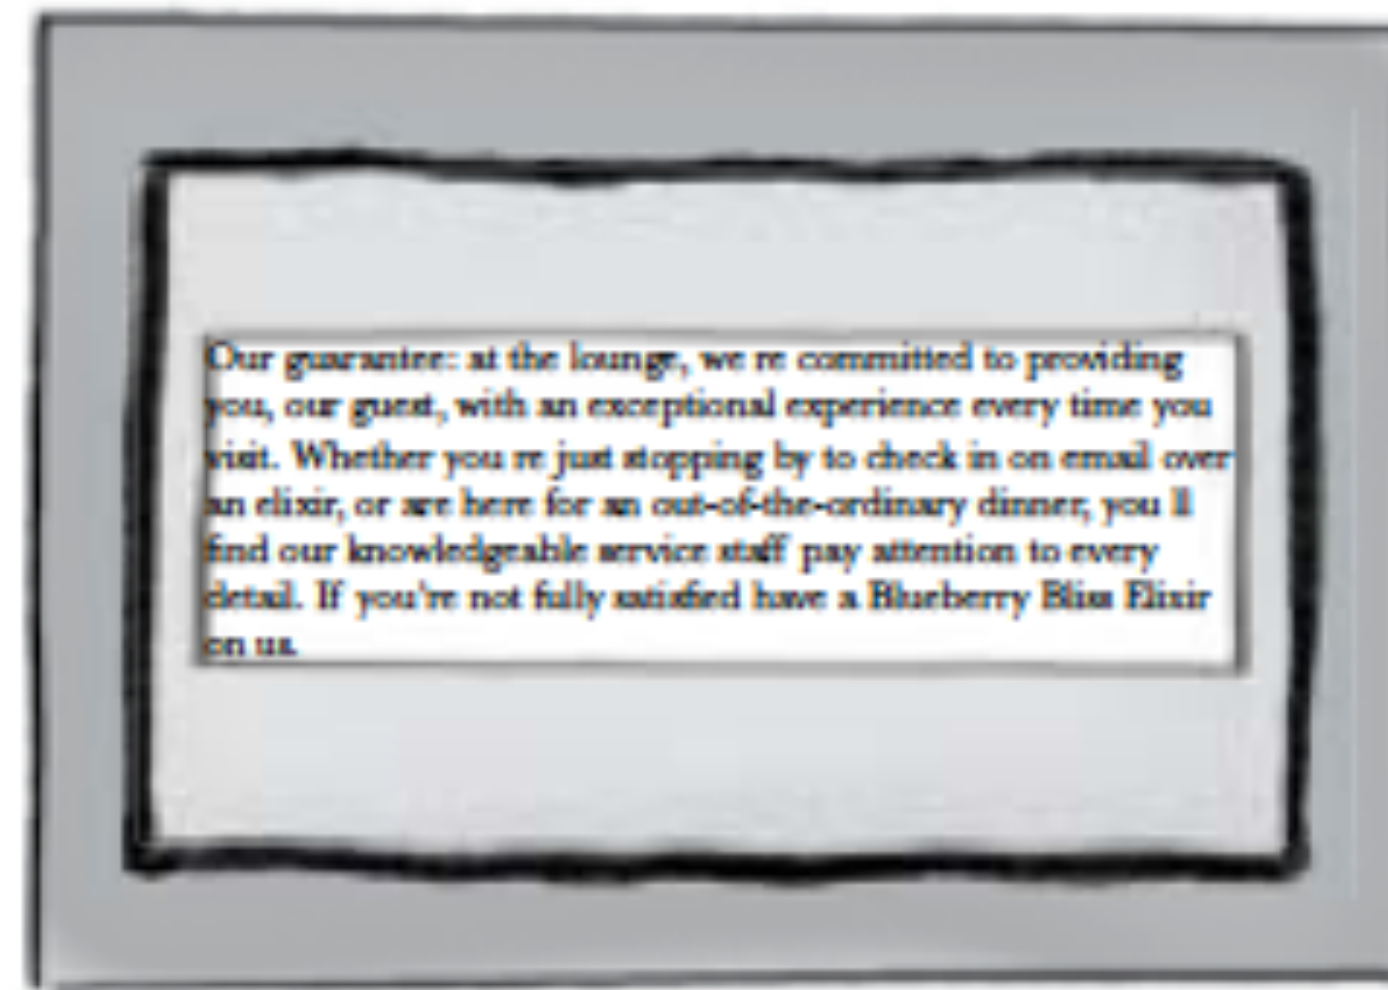 Our guarantee: at the lounge, we re committed to providing
you, our guest, with an exceptional experience every time you
visit. Whether you re just stopping by to check in on email over
an elixir, or are here for an out-of-the-ordinary dinner, you ll
find our knowledgeable service staff pay attention to every
detail. If you're not fully satisfied have a Blueberry Bliss Elixir
on us.